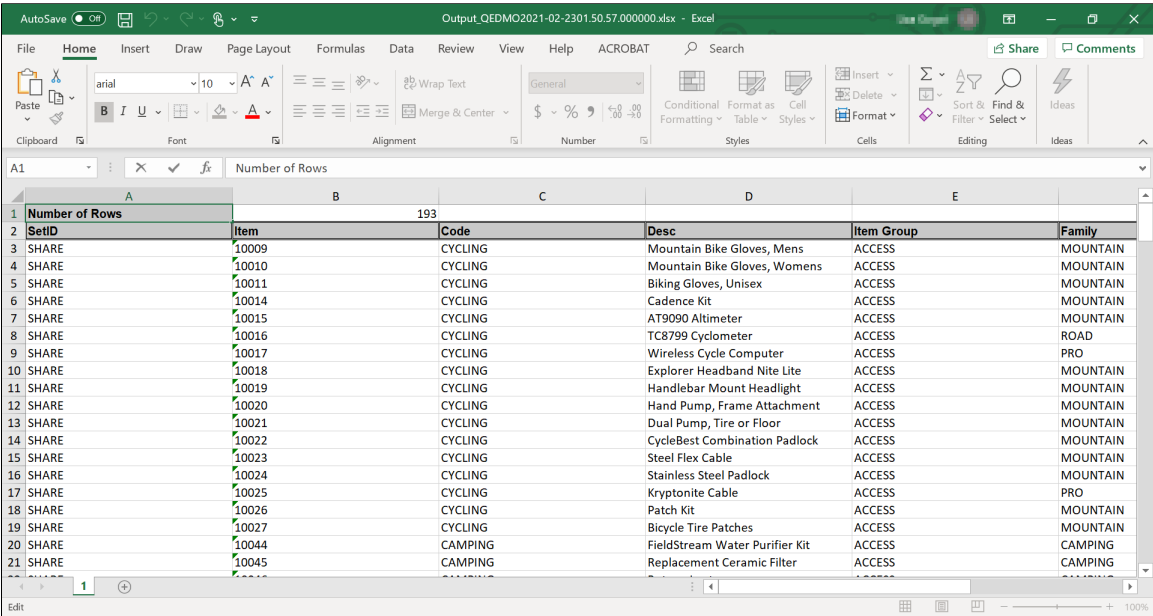 AutoSave Off Output_QEDMO2021-02-2301.50.57.000000.xlsx - Excel
File Home Insert Draw Page Layout Formulas Data Review View Help ACROBAT Search Share Comments
Paste arial 10 A^ A˅ Wrap Text General Conditional Formatting Format as Table Cell Styles Insert Delete Format Sort & Filter Find & Select Ideas
B I U A Merge & Center $ % 9
Clipboard Font Alignment Number Styles Cells Editing Ideas
A1 fx Number of Rows
A B C D E
1 Number of Rows 193
2 SetID Item Code Desc Item Group Family
3 SHARE 10009 CYCLING Mountain Bike Gloves, Mens ACCESS MOUNTAIN
4 SHARE 10010 CYCLING Mountain Bike Gloves, Womens ACCESS MOUNTAIN
5 SHARE 10011 CYCLING Biking Gloves, Unisex ACCESS MOUNTAIN
6 SHARE 10014 CYCLING Cadence Kit ACCESS MOUNTAIN
7 SHARE 10015 CYCLING AT9090 Altimeter ACCESS MOUNTAIN
8 SHARE 10016 CYCLING TC8799 Cyclometer ACCESS ROAD
9 SHARE 10017 CYCLING Wireless Cycle Computer ACCESS PRO
10 SHARE 10018 CYCLING Explorer Headband Nite Lite ACCESS MOUNTAIN
11 SHARE 10019 CYCLING Handlebar Mount Headlight ACCESS MOUNTAIN
12 SHARE 10020 CYCLING Hand Pump, Frame Attachment ACCESS MOUNTAIN
13 SHARE 10021 CYCLING Dual Pump, Tire or Floor ACCESS MOUNTAIN
14 SHARE 10022 CYCLING CycleBest Combination Padlock ACCESS MOUNTAIN
15 SHARE 10023 CYCLING Steel Flex Cable ACCESS MOUNTAIN
16 SHARE 10024 CYCLING Stainless Steel Padlock ACCESS MOUNTAIN
17 SHARE 10025 CYCLING Kryptonite Cable ACCESS PRO
18 SHARE 10026 CYCLING Patch Kit ACCESS MOUNTAIN
19 SHARE 10027 CYCLING Bicycle Tire Patches ACCESS MOUNTAIN
20 SHARE 10044 CAMPING FieldStream Water Purifier Kit ACCESS CAMPING
21 SHARE 10045 CAMPING Replacement Ceramic Filter ACCESS CAMPING
1
Edit 100%